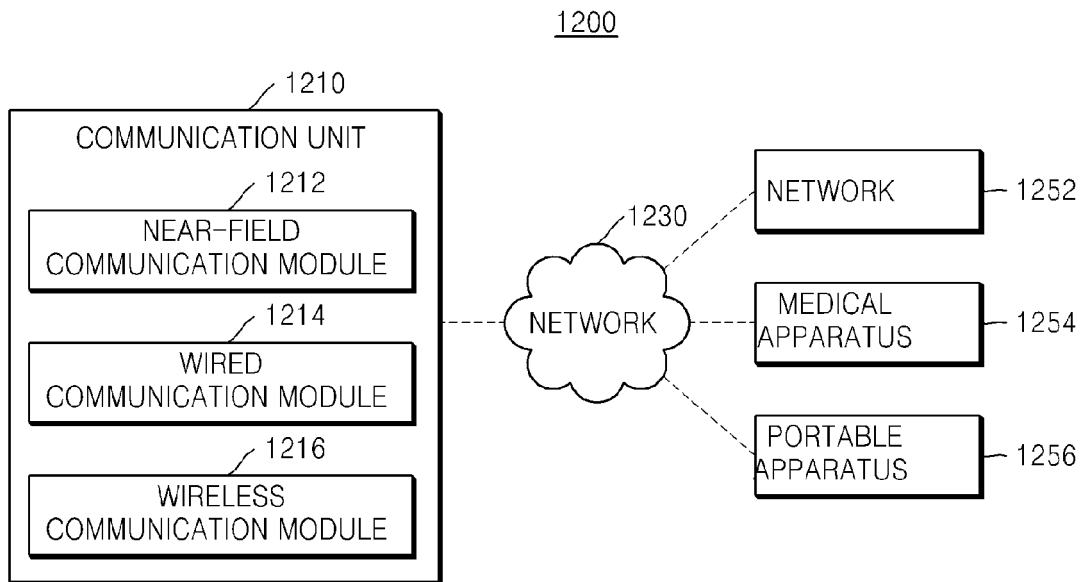 1200
1210
COMMUNICATION UNIT
1212
NEAR-FIELD
COMMUNICATION MODULE
1214
WIRED
COMMUNICATION MODULE
1216
WIRELESS
COMMUNICATION MODULE
1230
NETWORK
NETWORK
1252
MEDICAL
APPARATUS
1254
PORTABLE
APPARATUS
1256